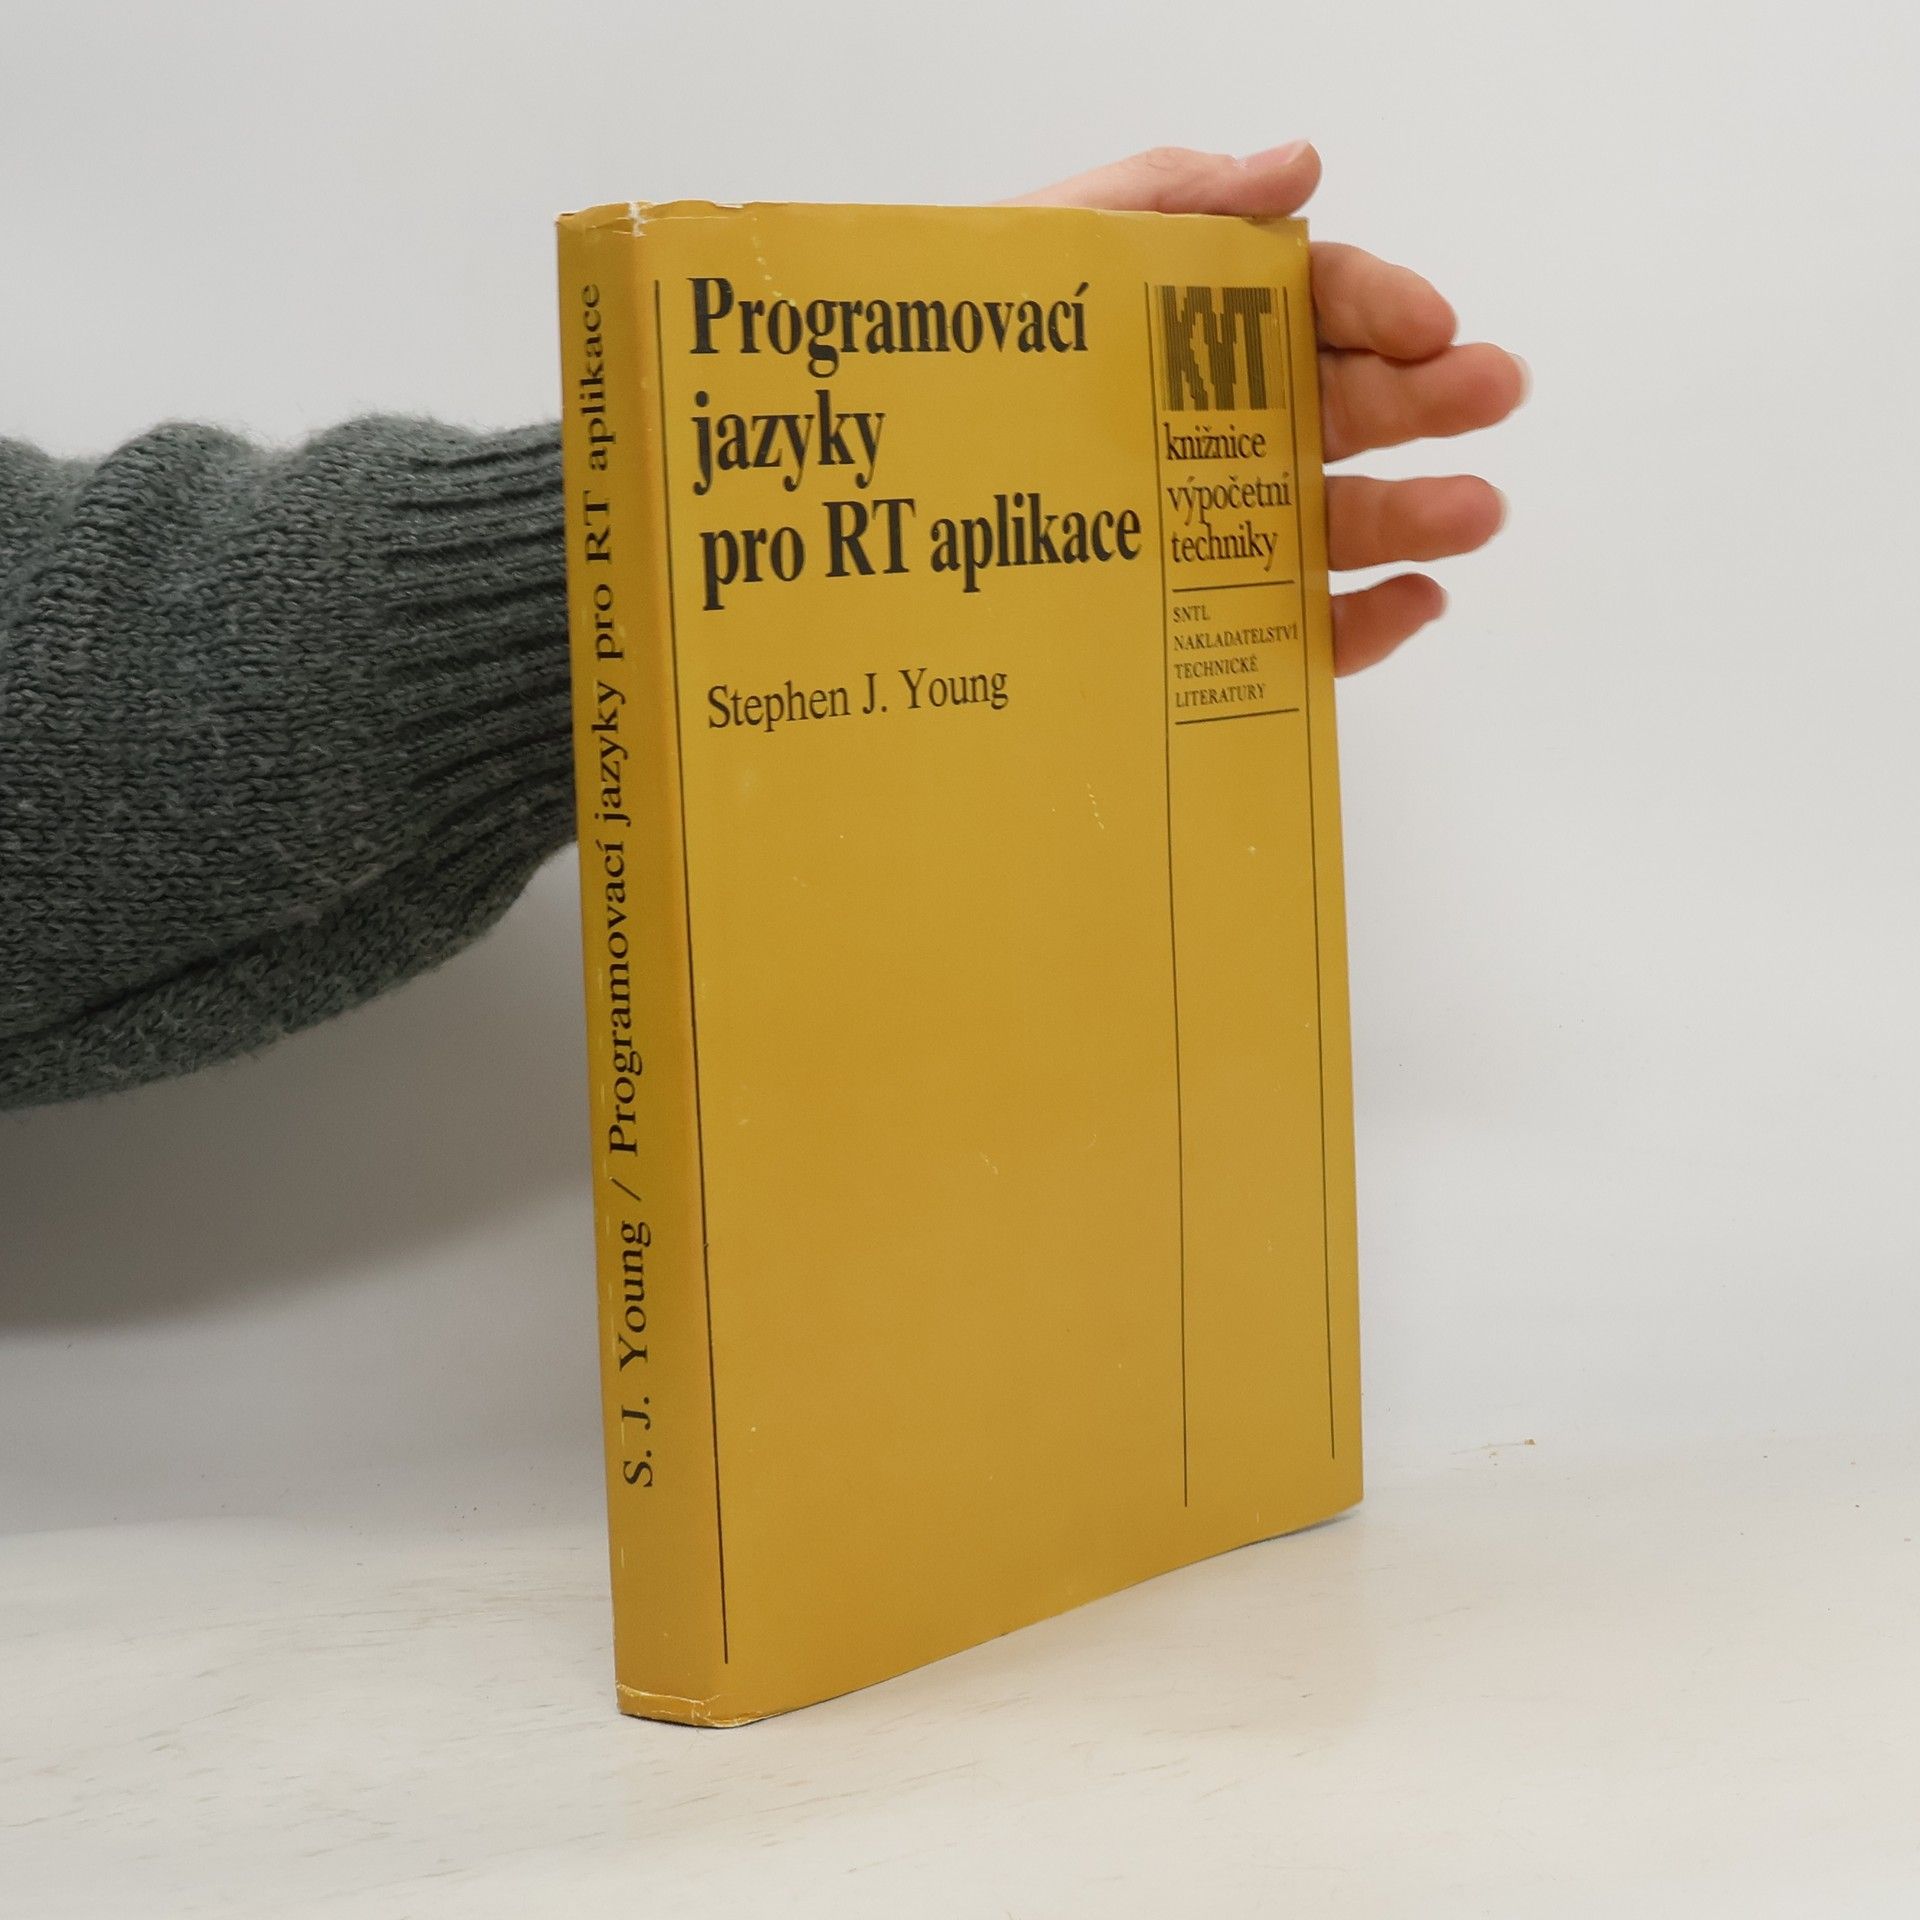 S. J. Young / Programovací jazyky pro RT aplikace
Programovací
jazyky
pro RT aplikace
Stephen J. Young
KVT
knižnice
výpočetní
techniky
SNTL
NAKLADATELSTVÍ
TECHNICKÉ
LITERATURY